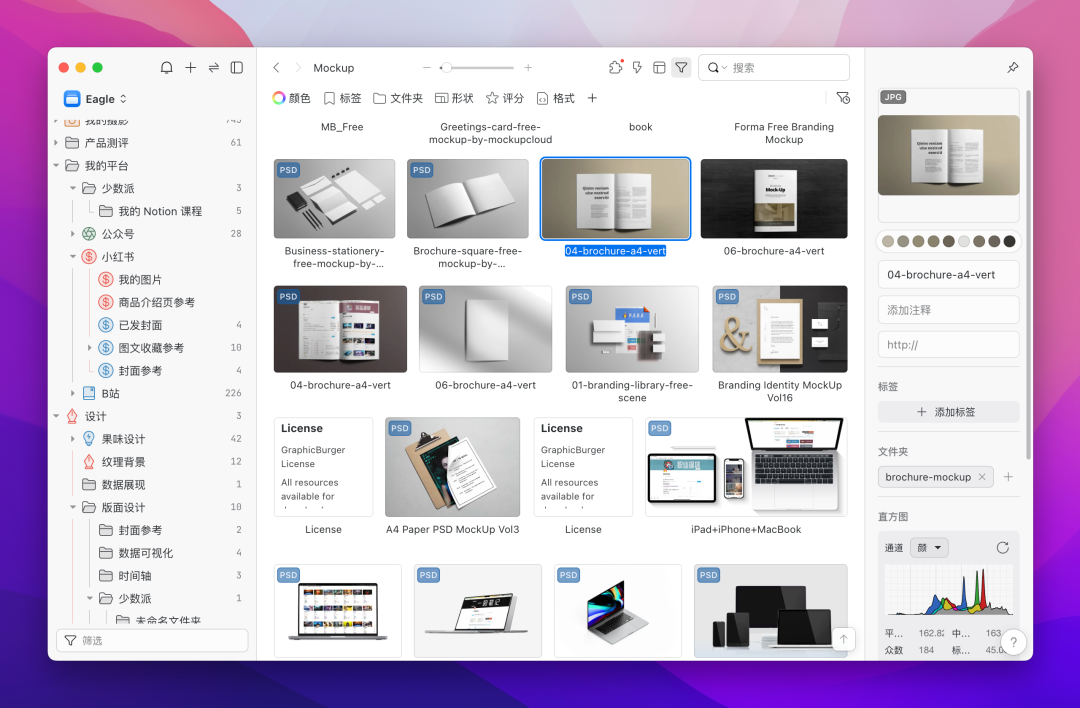 Mockup
搜索
Eagle
颜色
标签
文件夹
形状
评分
格式
我的摄影
743
产品测评
61
我的平台
少数派
3
我的 Notion 课程
5
公众号
28
小红书
我的图片
商品介绍页参考
已发封面
4
图文收藏参考
10
封面参考
4
B站
226
设计
3
果味设计
42
纹理背景
12
数据展现
1
版面设计
10
封面参考
4
数据可视化
4
时间轴
3
少数派
1
未命名文件夹
筛选
MB_Free
Greetings-card-free-
mockup-by-mockupcloud
book
Forma Free Branding
Mockup
PSD
Business-stationery-
free-mockup-by-...
PSD
Brochure-square-free-
mockup-by-...
04-brochure-a4-vert
Mock-Up
06-brochure-a4-vert
PSD
04-brochure-a4-vert
PSD
06-brochure-a4-vert
PSD
01-branding-library-free-
scene
PSD
&
Branding Identity MockUp
Vol16
License
GraphicBurger
License
All resources
available for
License
PSD
A4 Paper PSD MockUp Vol3
License
GraphicBurger
License
All resources
available for
License
PSD
iPad+iPhone+MacBook
PSD
PSD
PSD
PSD
JPG
04-brochure-a4-vert
添加注释
http://
标签
添加标签
文件夹
brochure-mockup
直方图
通道
颜
平...
162.82
中...
163
众数
184
标...
45.0
?